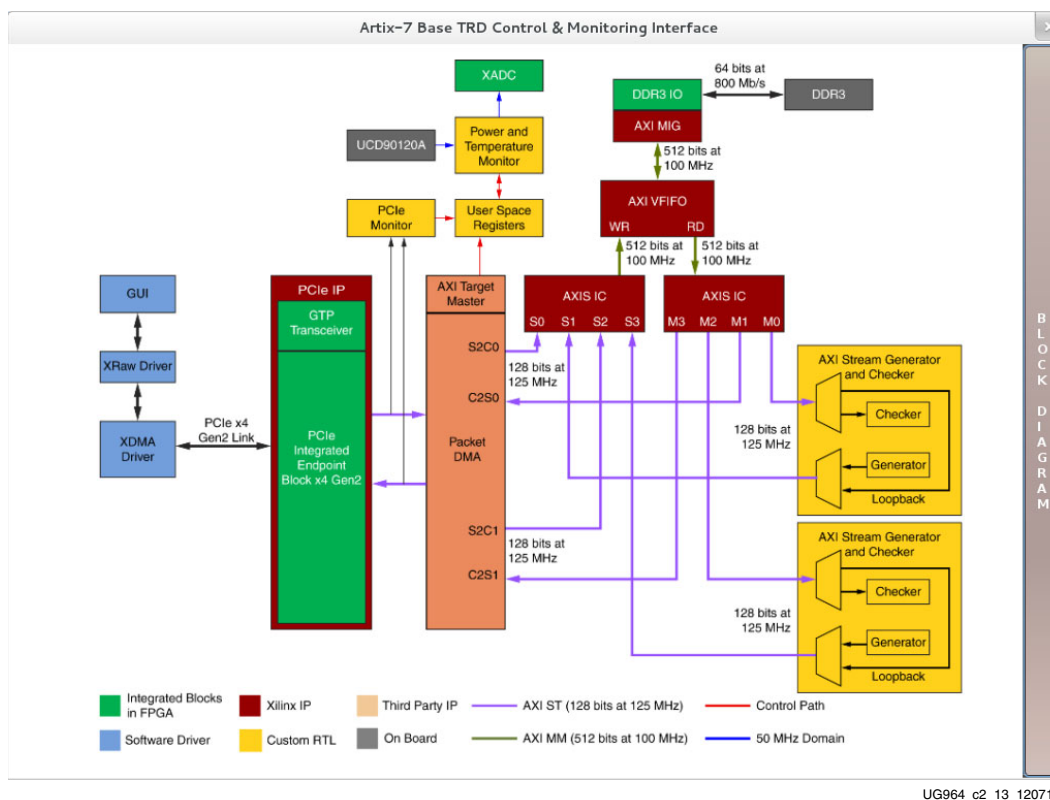 Artix-7 Base TRD Control & Monitoring Interface
XADC
64 bits at
800 Mb/s
DDR3 IO
DDR3
AXI MIG
UCD90120A
Power and
Temperature
Monitor
512 bits at
100 MHz
AXI VFIFO
WR
RD
PCIe
Monitor
User Space
Registers
512 bits at
100 MHz
512 bits at
100 MHz
GUI
XRaw Driver
XDMA
Driver
PCIe x4
Gen2 Link
PCIe IP
GTP
Transceiver
PCIe
Integrated
Endpoint
Block x4 Gen2
AXI Target
Master
S2C0
C2S0
Packet
DMA
S2C1
C2S1
128 bits at
125 MHz
128 bits at
125 MHz
AXIS IC
S0 S1 S2 S3
AXIS IC
M3 M2 M1 M0
AXI Stream Generator
and Checker
Checker
128 bits at
125 MHz
Generator
Loopback
AXI Stream Generator
and Checker
Checker
128 bits at
125 MHz
Generator
Loopback
BLOCK DIAGRAM
Integrated Blocks
in FPGA
Xilinx IP
Third Party IP
AXI ST (128 bits at 125 MHz)
Control Path
Software Driver
Custom RTL
On Board
AXI MM (512 bits at 100 MHz)
50 MHz Domain
UG964_c2_13_12071